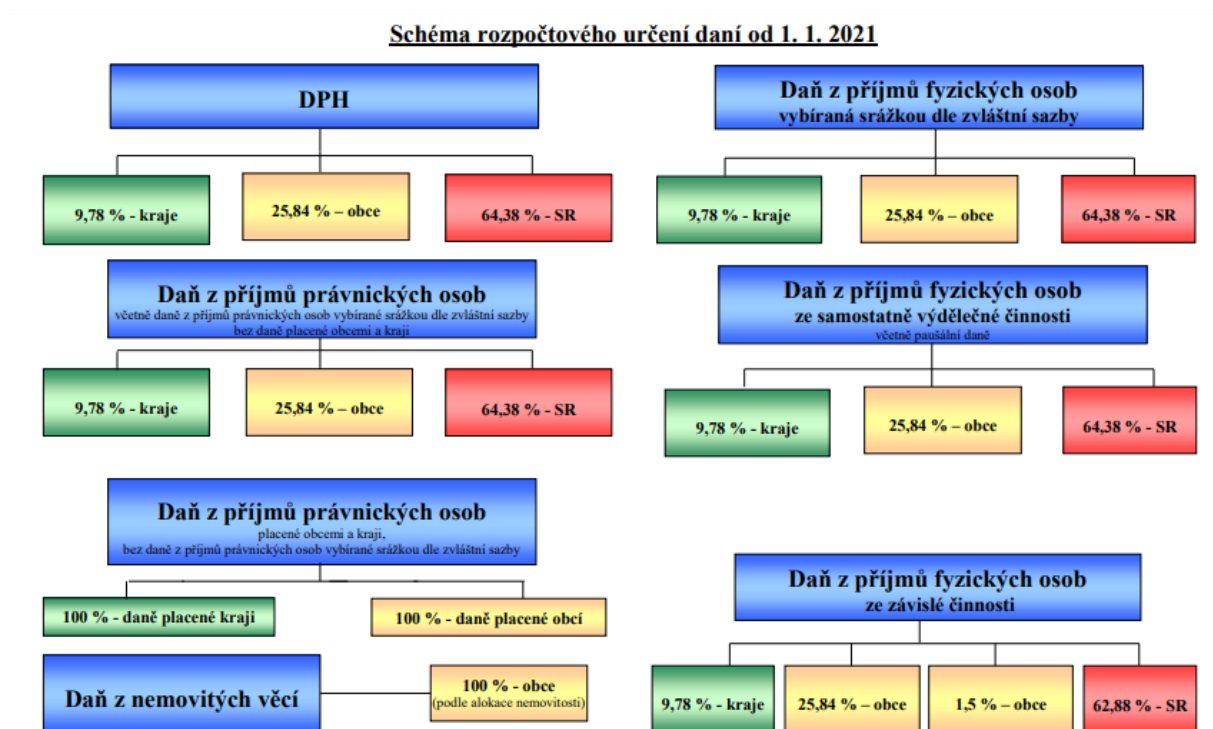 Schéma rozpočtového určení daní od 1. 1. 2021
DPH
9,78 % - kraje
25,84 % – obce
64,38 % - SR
Daň z příjmů fyzických osob
vybíraná srážkou dle zvláštní sazby
9,78 % - kraje
25,84 % – obce
64,38 % - SR
Daň z příjmů právnických osob
včetně daně z příjmů právnických osob vybírané srážkou dle zvláštní sazby
bez daně placené obcemi a kraji
9,78 % - kraje
25,84 % – obce
64,38 % - SR
Daň z příjmů fyzických osob
ze samostatně výdělečné činnosti
včetně paušální daně
9,78 % - kraje
25,84 % – obce
64,38 % - SR
Daň z příjmů právnických osob
placené obcemi a kraji,
bez daně z příjmů právnických osob vybírané srážkou dle zvláštní sazby
100 % - daně placené kraji
100 % - daně placené obcí
Daň z nemovitých věcí
100 % - obce
(podle alokace nemovitosti)
Daň z příjmů fyzických osob
ze závislé činnosti
9,78 % - kraje
25,84 % – obce
1,5 % – obce
62,88 % - SR